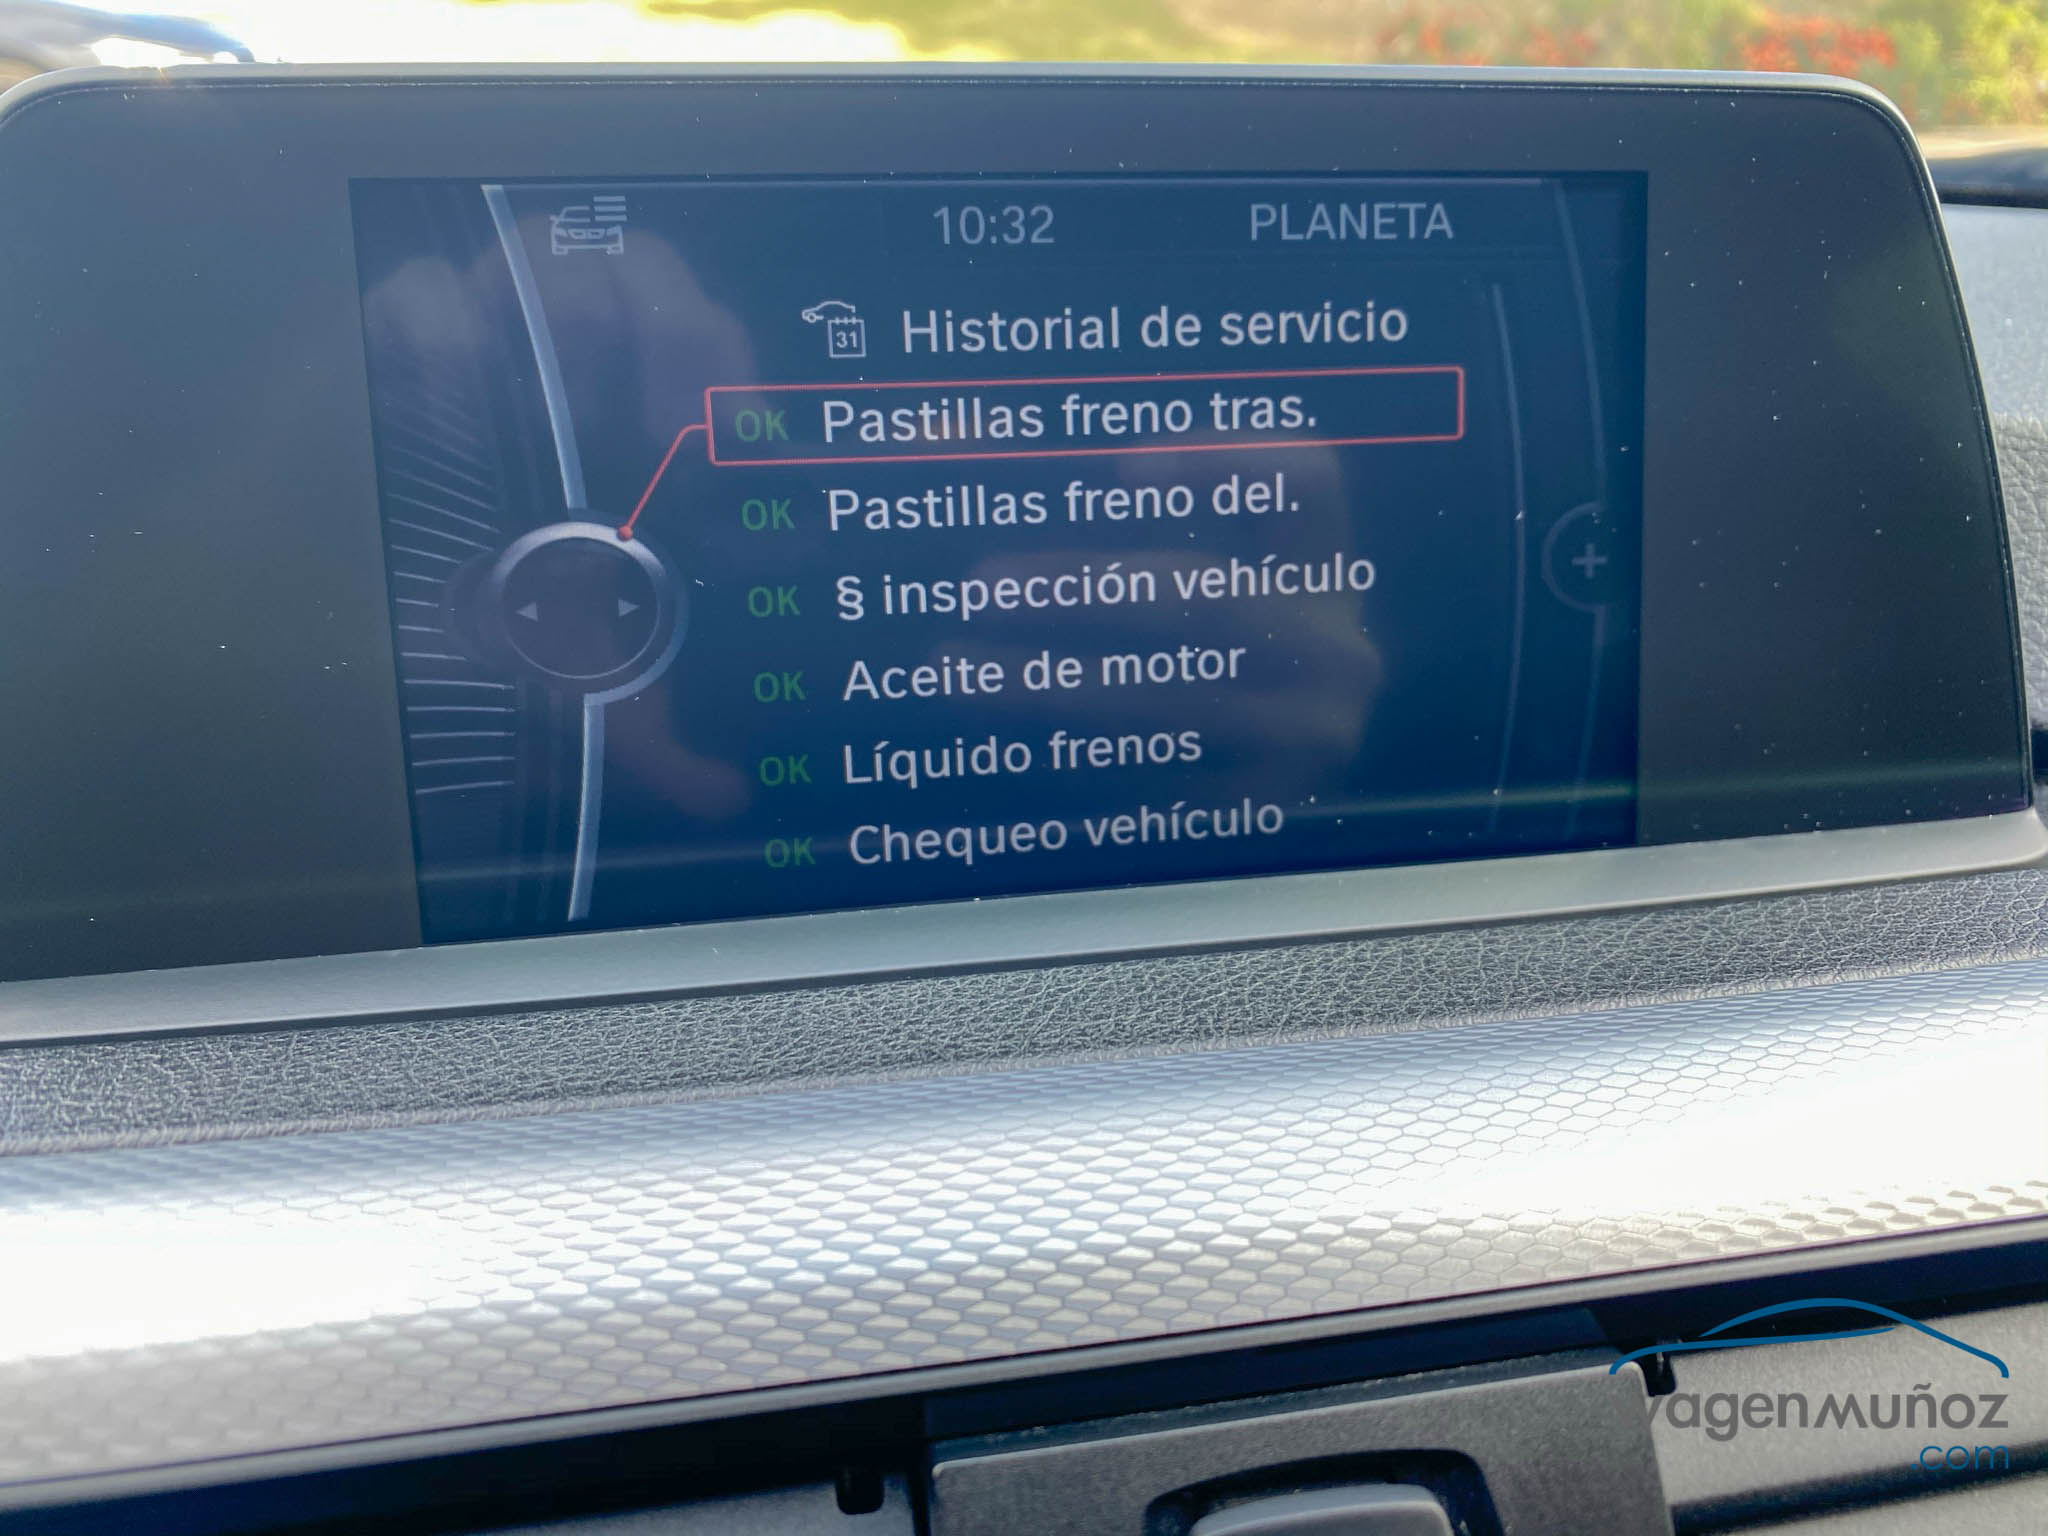 10:32 PLANETA
31 Historial de servicio
OK Pastillas freno tras.
OK Pastillas freno del.
OK § inspección vehículo
OK Aceite de motor
OK Líquido frenos
OK Chequeo vehículo
wagenmuñoz
.com